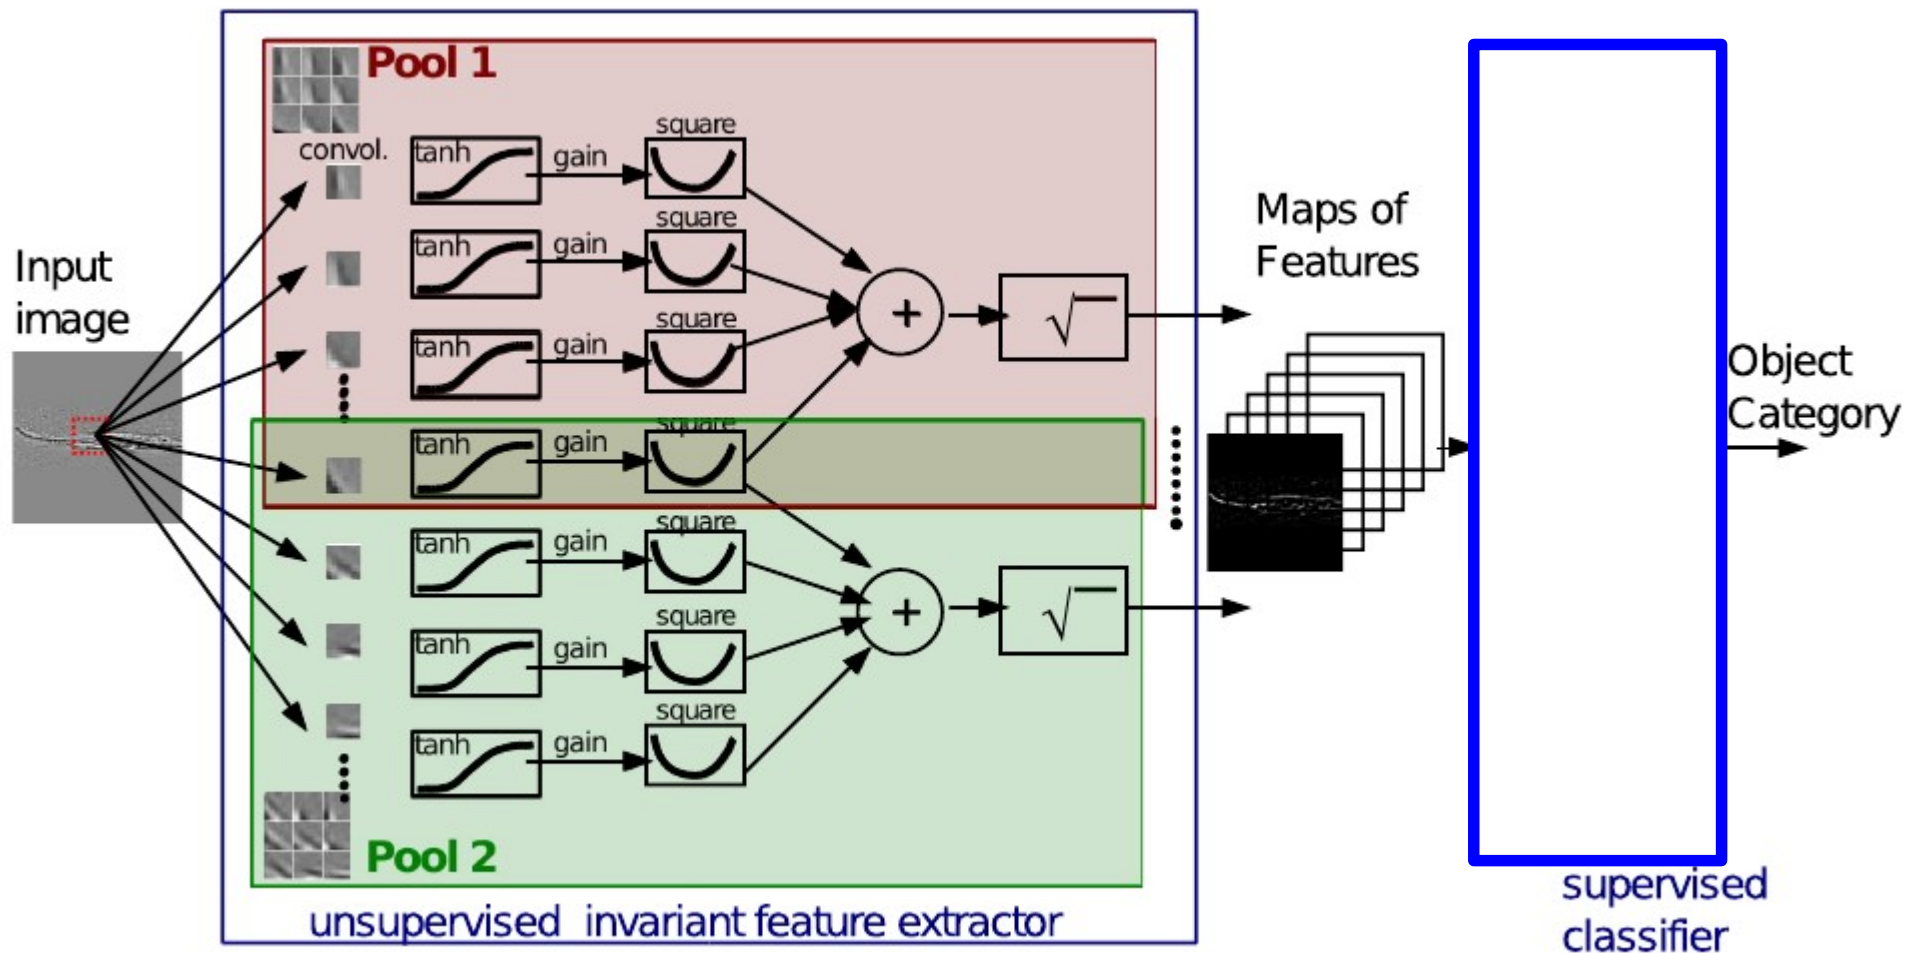 Pool 1
convol.
tanh gain square
tanh gain square
tanh gain square
tanh gain square
tanh gain square
tanh gain square
tanh gain square
+
√
+
√
Pool 2
unsupervised invariant feature extractor
Input
image
Maps of
Features
Object
Category
supervised
classifier